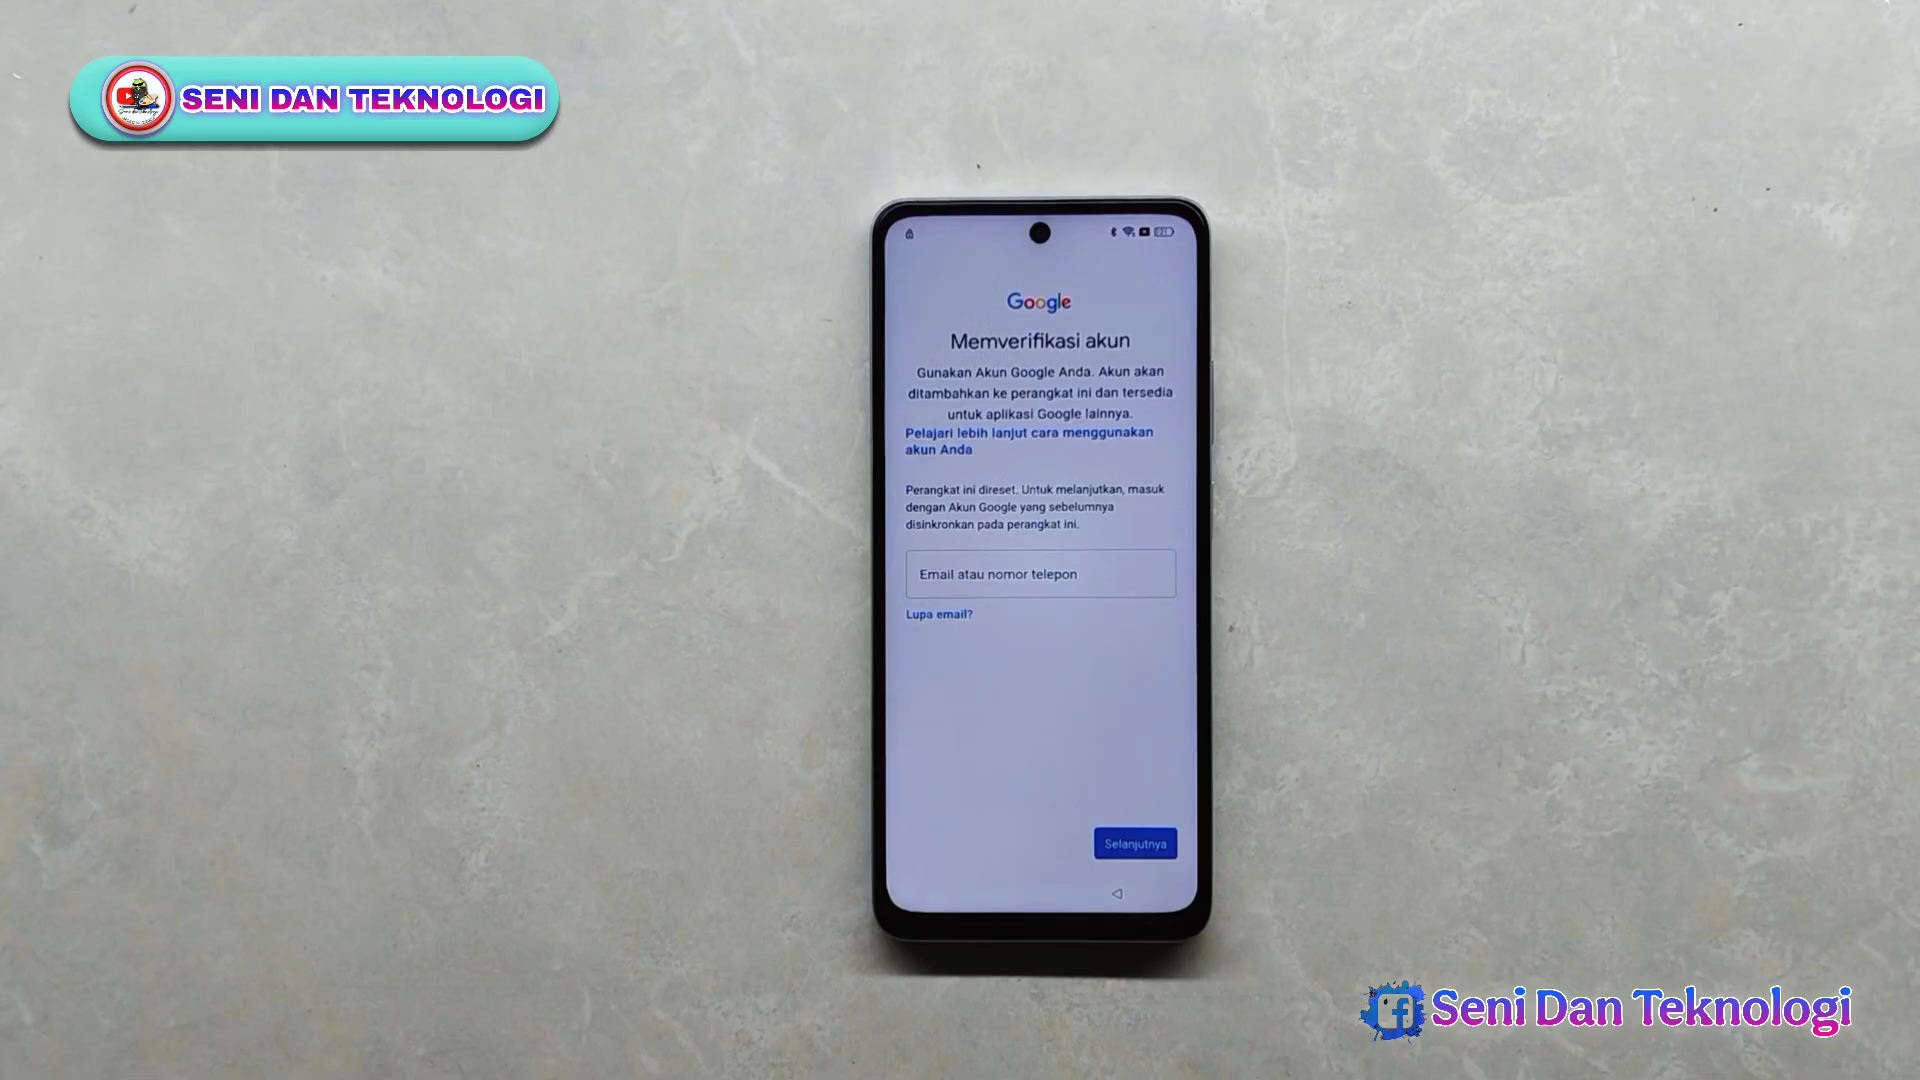 SENI DAN TEKNOLOGI
Google
Memverifikasi akun
Gunakan Akun Google Anda. Akun akan
ditambahkan ke perangkat ini dan tersedia
untuk aplikasi Google lainnya.
Pelajari lebih lanjut cara menggunakan
akun Anda
Perangkat ini direset. Untuk melanjutkan, masuk
dengan Akun Google yang sebelumnya
disinkronkan pada perangkat ini.
Email atau nomor telepon
Lupa email?
Selanjutnya
Seni Dan Teknologi